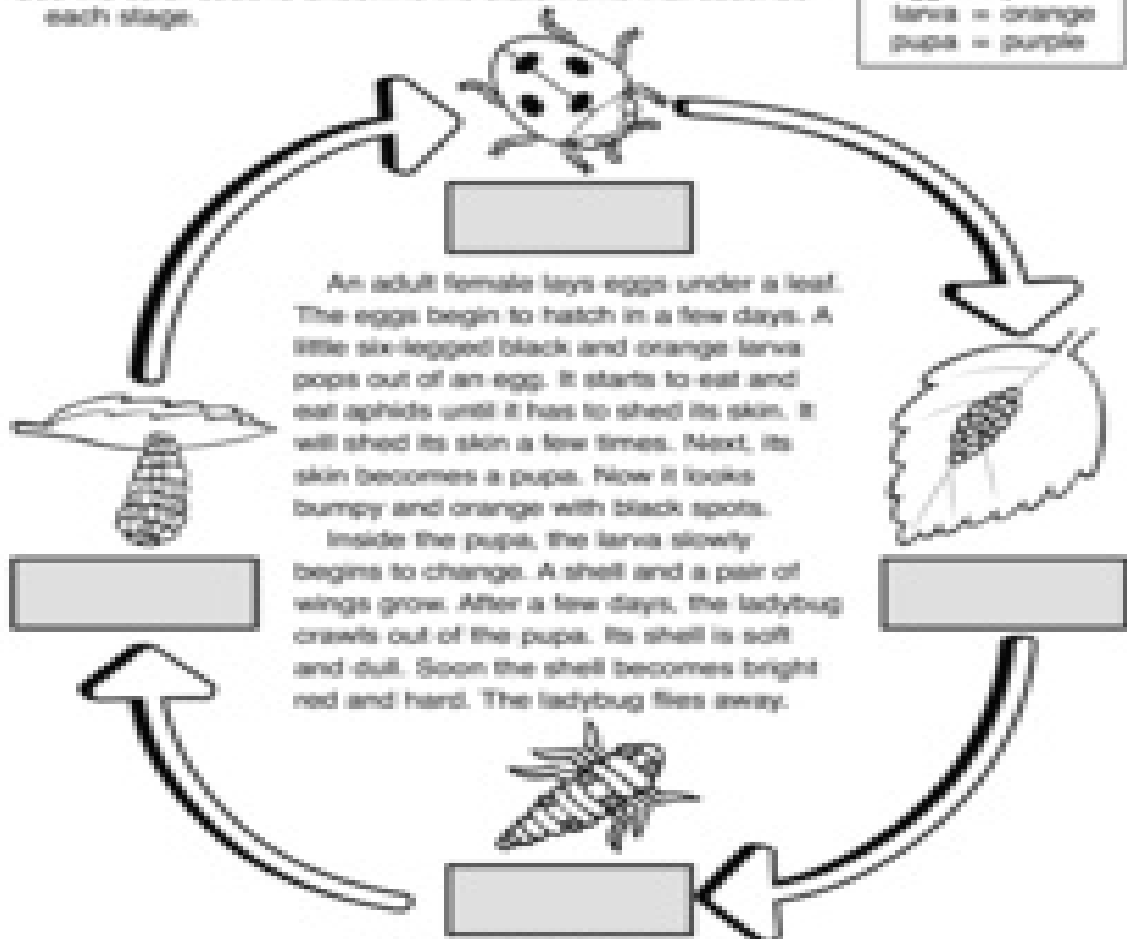 each stage.
larva = orange
pupa = purple
An adult female lays eggs under a leaf.
The eggs begin to hatch in a few days. A
little six-legged black and orange larva
pops out of an egg. It starts to eat and
eat aphids until it has to shed its skin. It
will shed its skin a few times. Next, its
skin becomes a pupa. Now it looks
bumpy and orange with black spots.
Inside the pupa, the larva slowly
begins to change. A shell and a pair of
wings grow. After a few days, the ladybug
crawls out of the pupa. Its shell is soft
and dull. Soon the shell becomes bright
red and hard. The ladybug flies away.